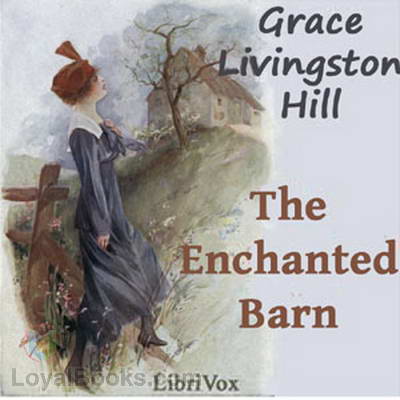 Grace
Livingston
Hill
The
Enchanted
Barn
LoyalBooks.com
LibriVox